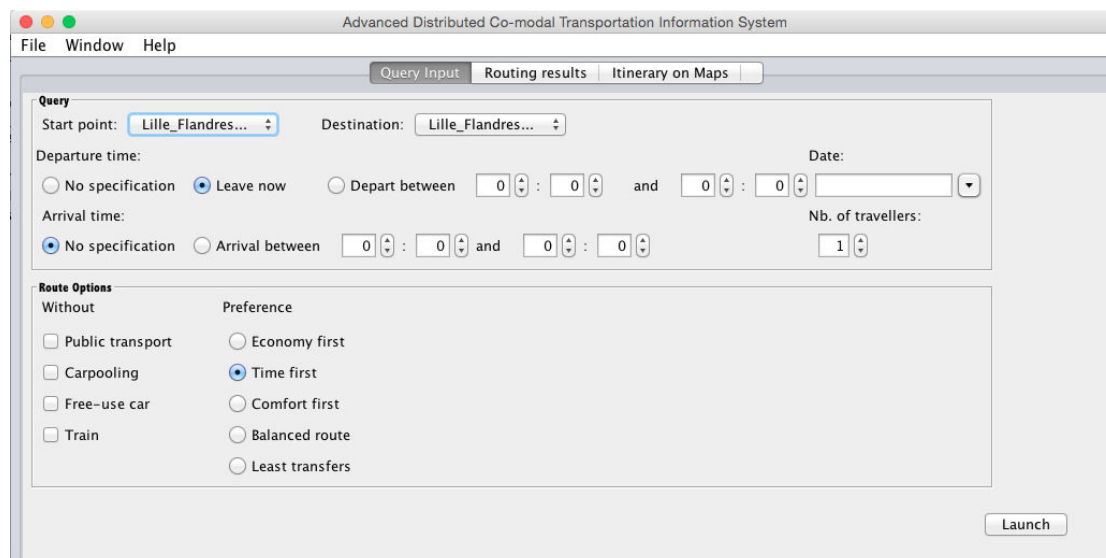 Advanced Distributed Co-modal Transportation Information System
File Window Help
Query Input Routing results Itinerary on Maps
Query
Start point: Lille_Flandres... Destination: Lille_Flandres...
Departure time: Date:
No specification Leave now Depart between 0 : 0 and 0 : 0
Arrival time: Nb. of travellers:
No specification Arrival between 0 : 0 and 0 : 0 1
Route Options
Without Preference
Public transport Economy first
Carpooling Time first
Free-use car Comfort first
Train Balanced route
Least transfers
Launch